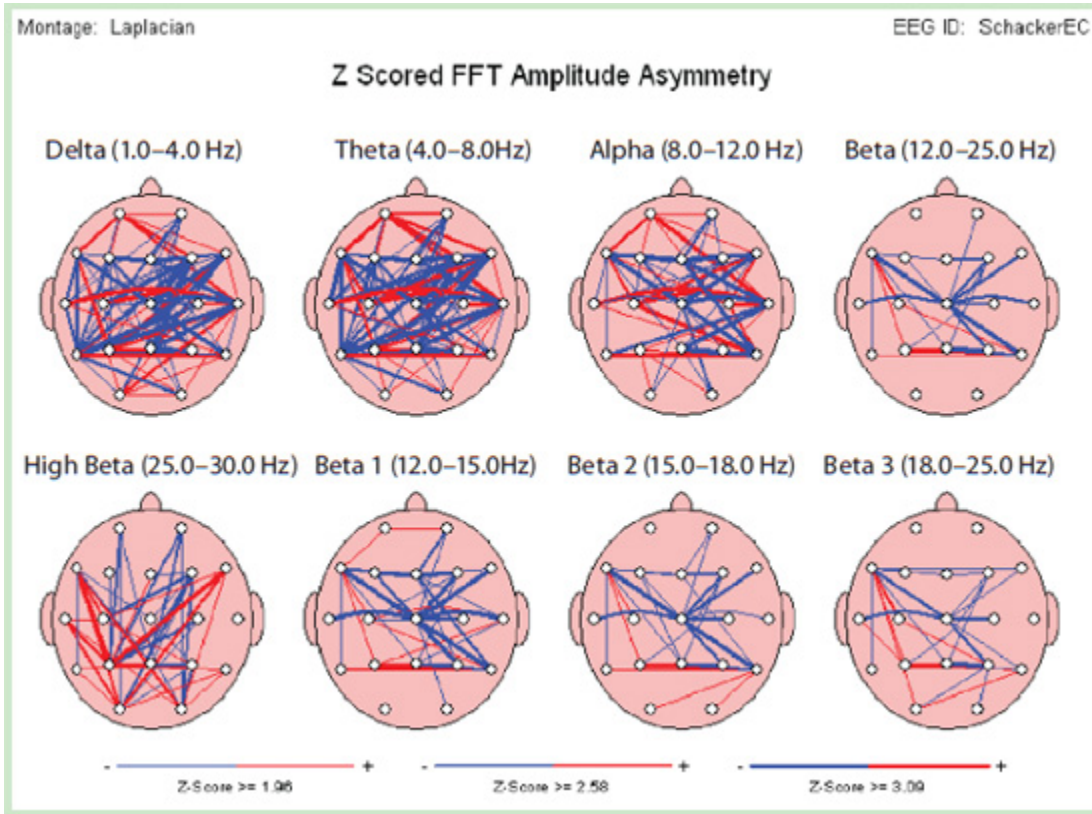 Montage: Laplacian EEG ID: SchackerEC
Z Scored FFT Amplitude Asymmetry
Delta (1.0–4.0 Hz) Theta (4.0–8.0Hz) Alpha (8.0–12.0 Hz) Beta (12.0–25.0 Hz)
High Beta (25.0–30.0 Hz) Beta 1 (12.0–15.0Hz) Beta 2 (15.0–18.0 Hz) Beta 3 (18.0–25.0 Hz)
- + - + - +
Z-Score >= 1.96 Z-Score >= 2.58 Z-Score >= 3.09